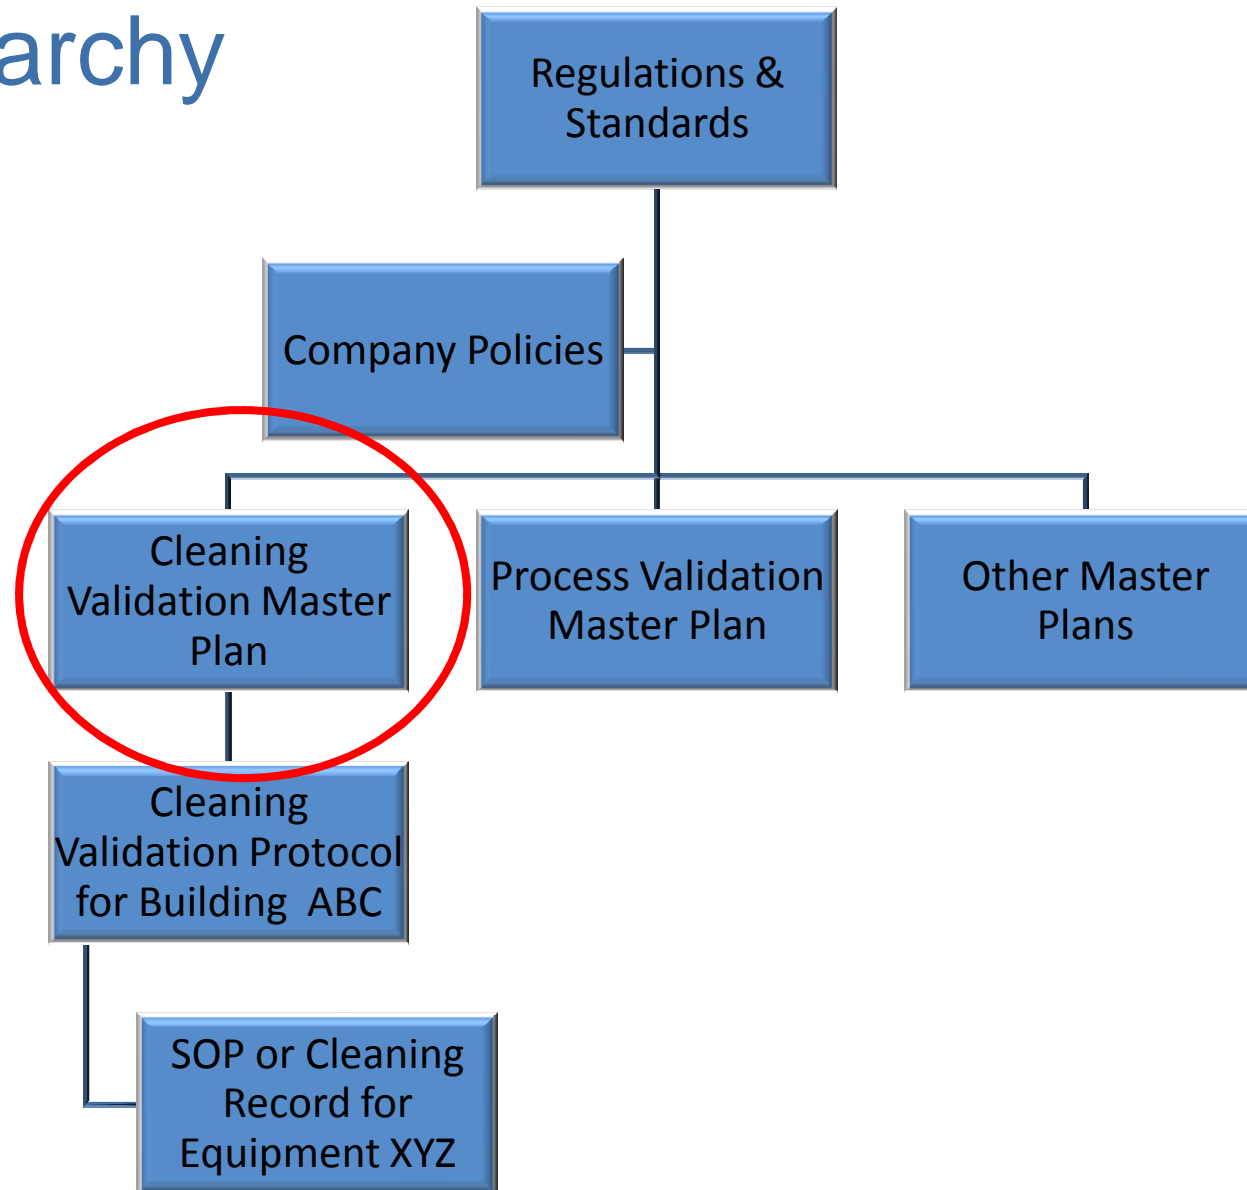 archy
Regulations &
Standards
Company Policies
Cleaning
Validation Master
Plan
Process Validation
Master Plan
Other Master
Plans
Cleaning
Validation Protocol
for Building ABC
SOP or Cleaning
Record for
Equipment XYZ